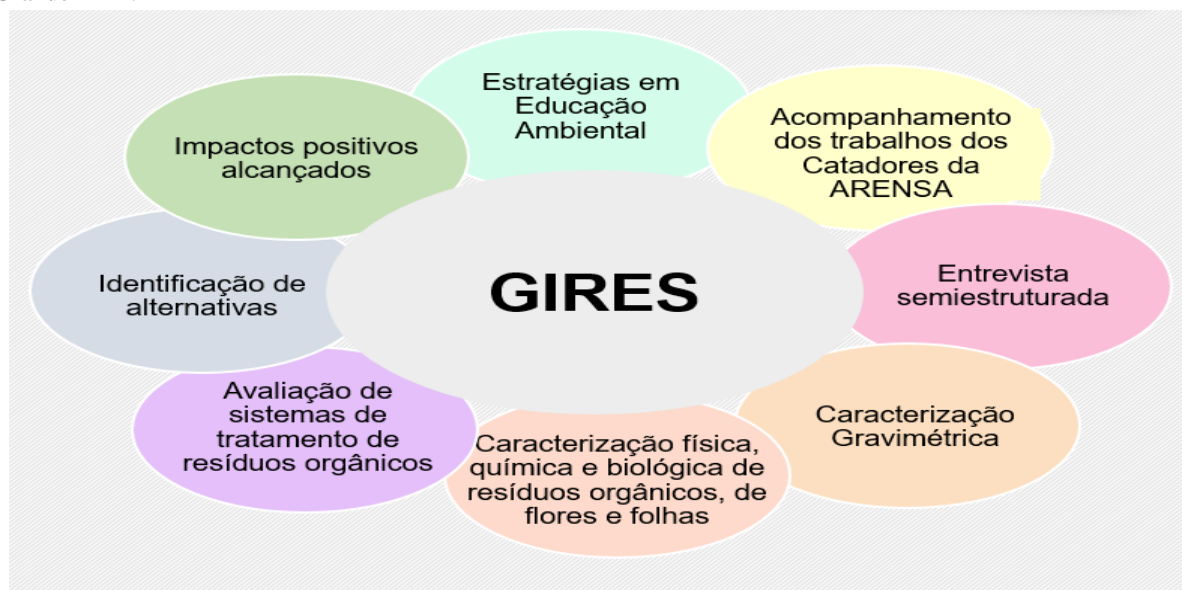 Estratégias em
Educação
Ambiental
Acompanhamento
dos trabalhos dos
Catadores da
ARENSA
Entrevista
semiestruturada
Caracterização
Gravimétrica
Caracterização física,
química e biológica de
resíduos orgânicos, de
flores e folhas
Avaliação de
sistemas de
tratamento de
resíduos orgânicos
Identificação de
alternativas
Impactos positivos
alcançados
GIRES